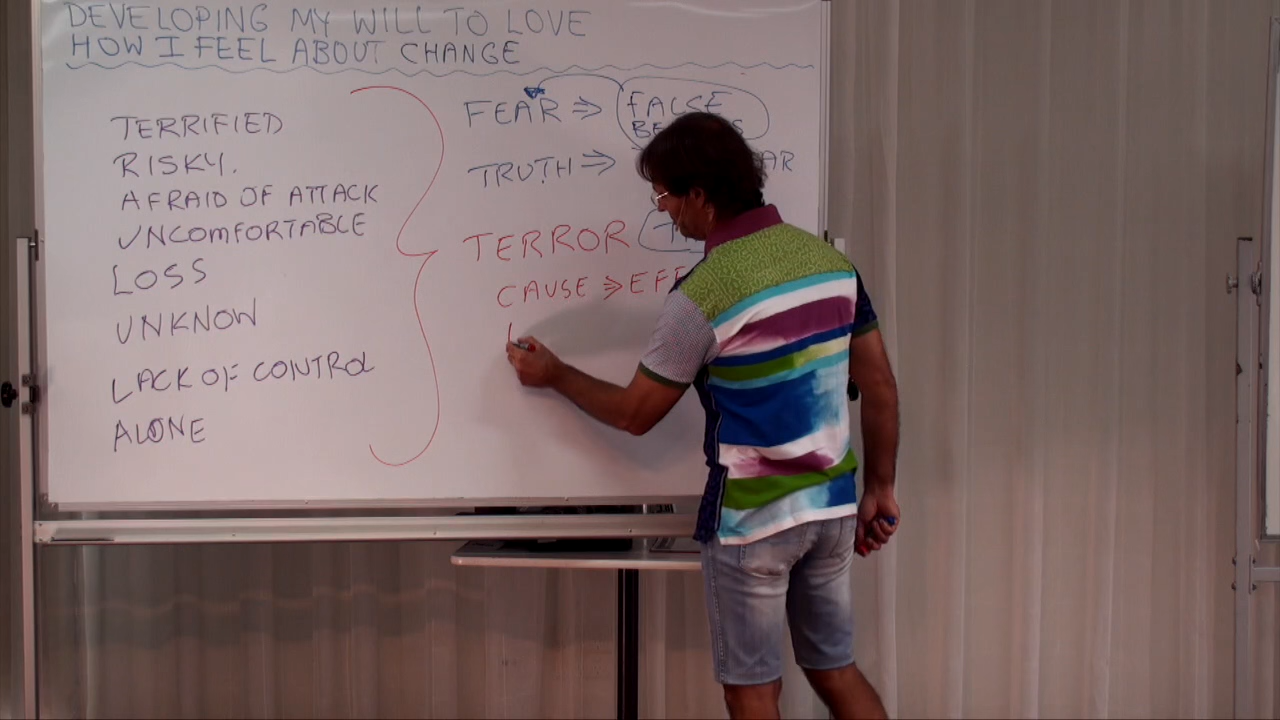 DEVELOPING MY WILL TO LOVE
HOW I FEEL ABOUT CHANGE
TERRIFIED
RISKY.
AFRAID OF ATTACK
UNCOMFORTABLE
LOSS
UNKNOW
LACK OF CONTROL
ALONE
FEAR ⇒ FALSE
TRUTH ⇒
TERROR
CAUSE ⇒